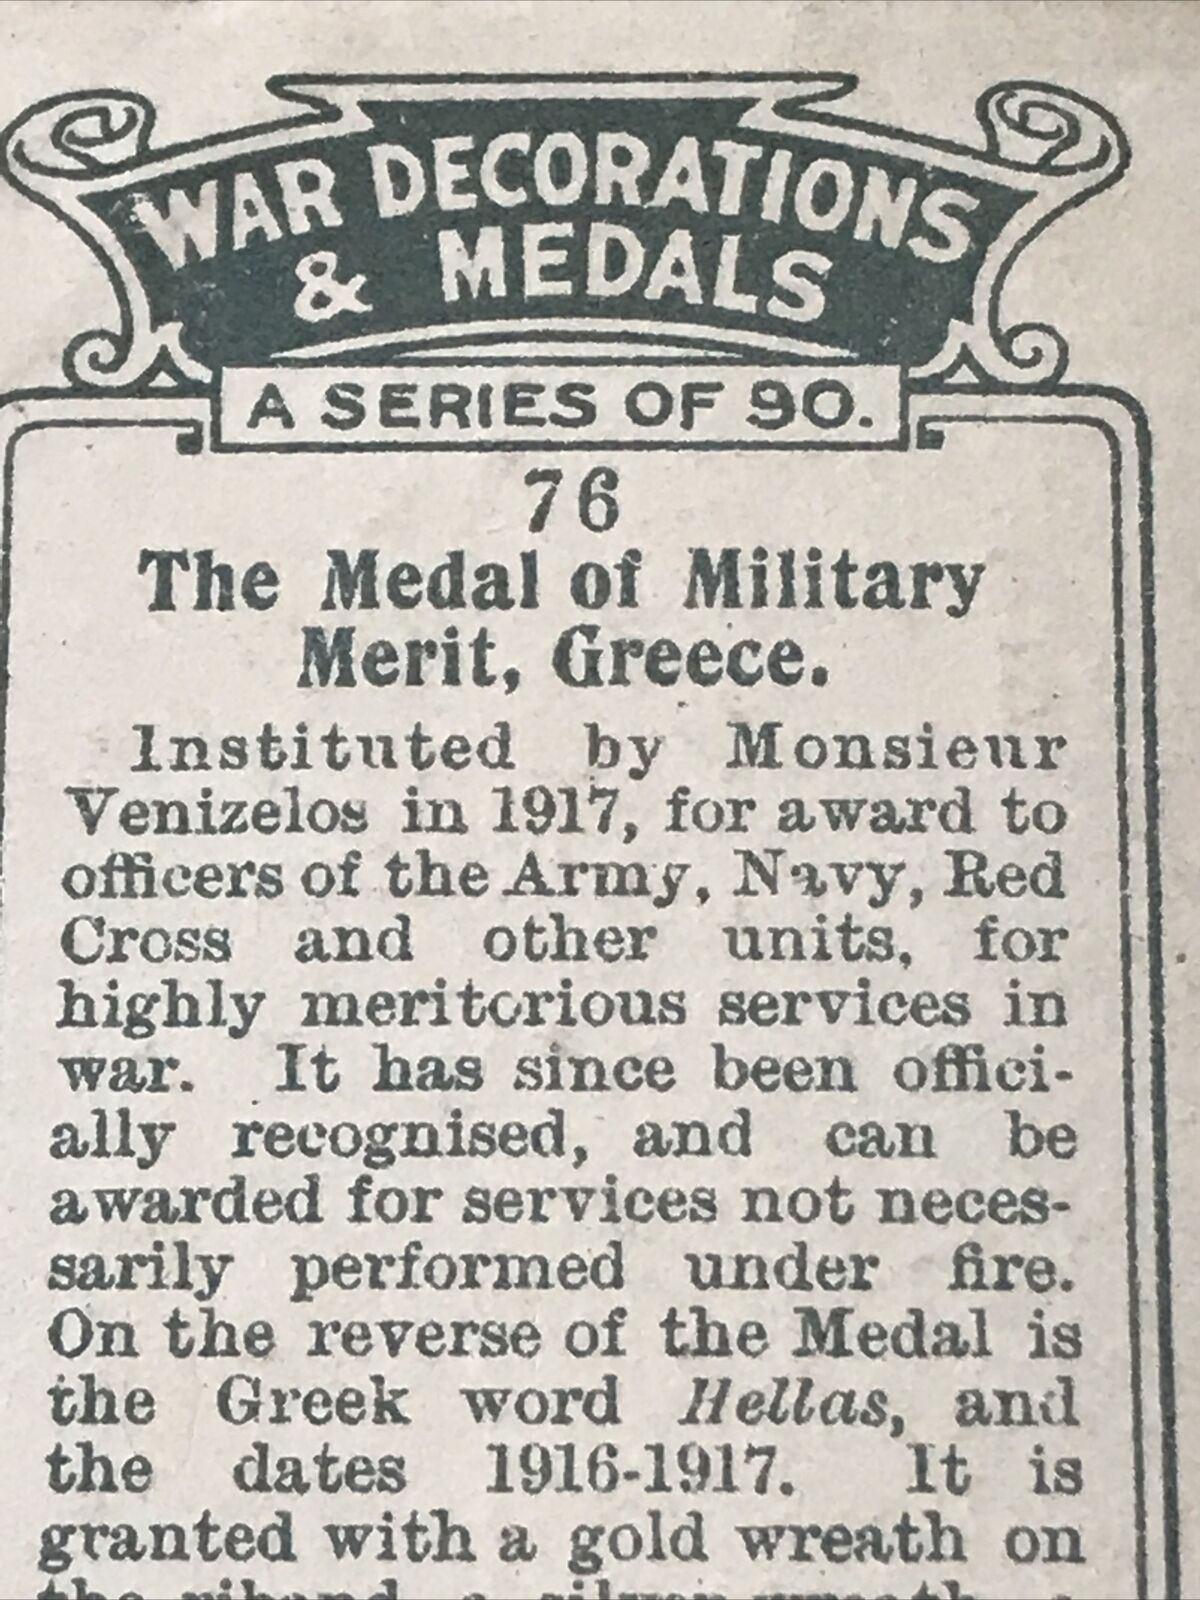 WAR DECORATIONS
& MEDALS
A SERIES OF 90.
76
The Medal of Military
Merit, Greece.
Instituted by Monsieur
Venizelos in 1917, for award to
officers of the Army, Navy, Red
Cross and other units, for
highly meritorious services in
war. It has since been offici-
ally recognised, and can be
awarded for services not neces-
sarily performed under fire.
On the reverse of the Medal is
the Greek word Hellas, and
the dates 1916-1917. It is
granted with a gold wreath on
the riband, a silver wreath